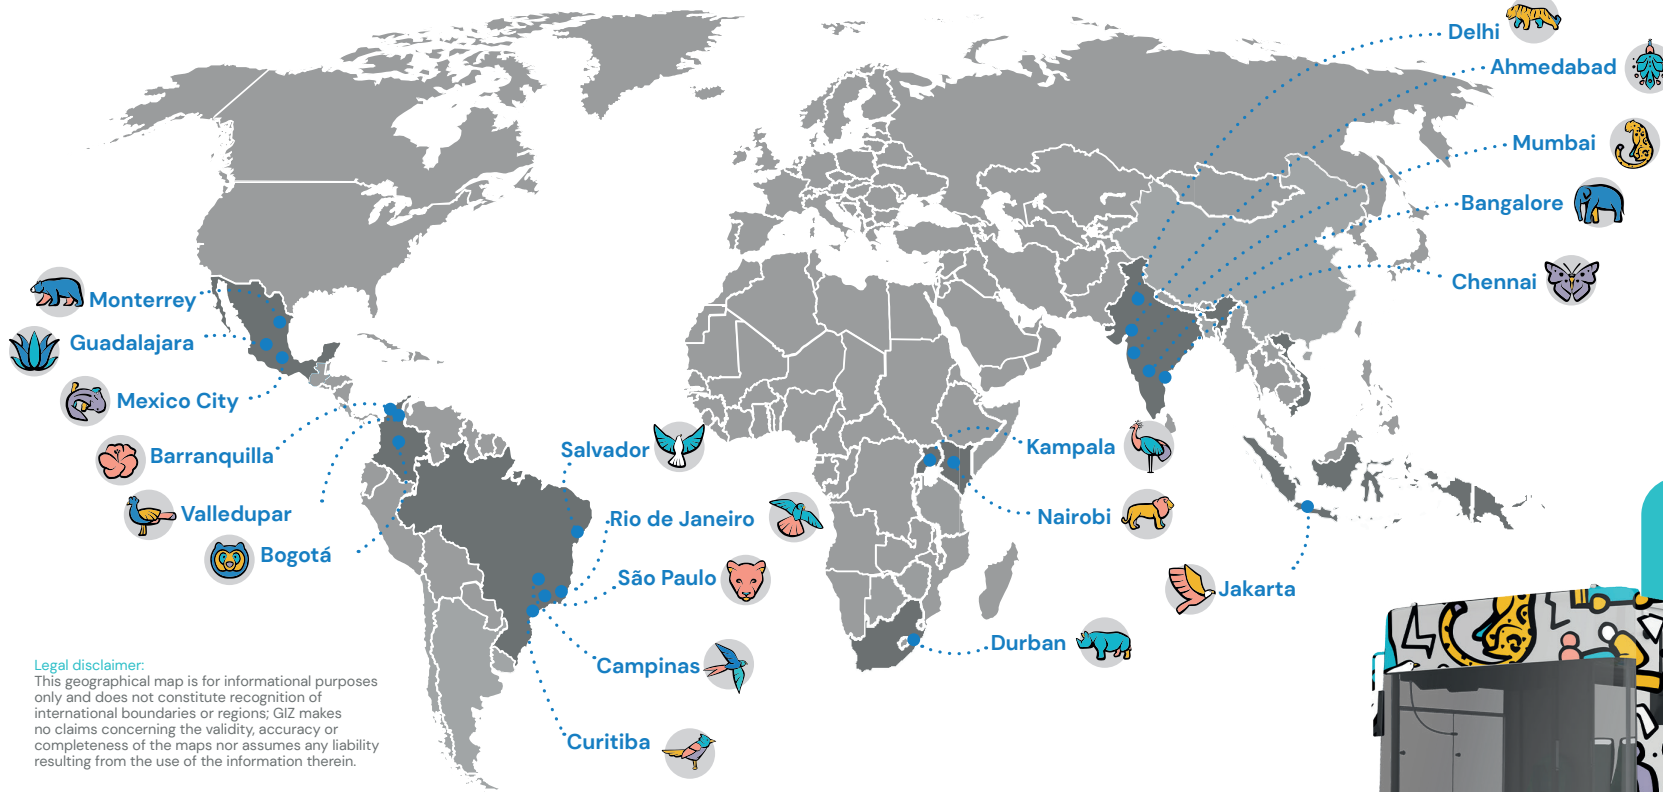 Delhi
Ahmedabad
Mumbai
Bangalore
Chennai
Monterrey
Guadalajara
Mexico City
Barranquilla
Valledupar
Bogotá
Salvador
Rio de Janeiro
São Paulo
Campinas
Curitiba
Kampala
Nairobi
Durban
Jakarta
Legal disclaimer:
This geographical map is for informational purposes
only and does not constitute recognition of
international boundaries or regions; GIZ makes
no claims concerning the validity, accuracy or
completeness of the maps nor assumes any liability
resulting from the use of the information therein.